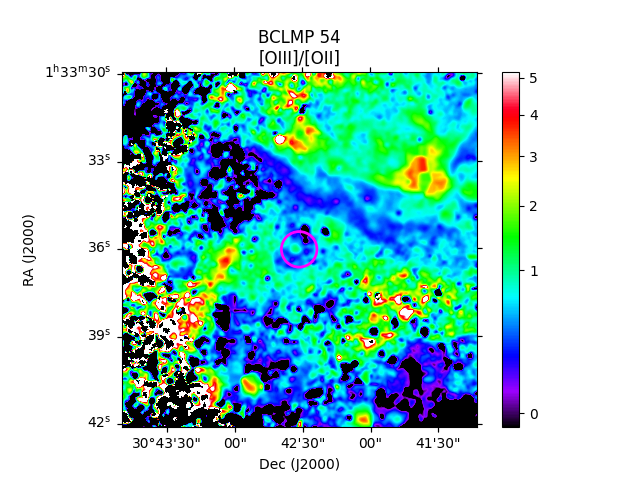 BCLMP 54
[OIII]/[OII]
1ʰ33ᵐ30ˢ
33ˢ
36ˢ
39ˢ
42ˢ
RA (J2000)
30°43'30" 00" 42'30" 00" 41'30"
Dec (J2000)
5
4
3
2
1
0